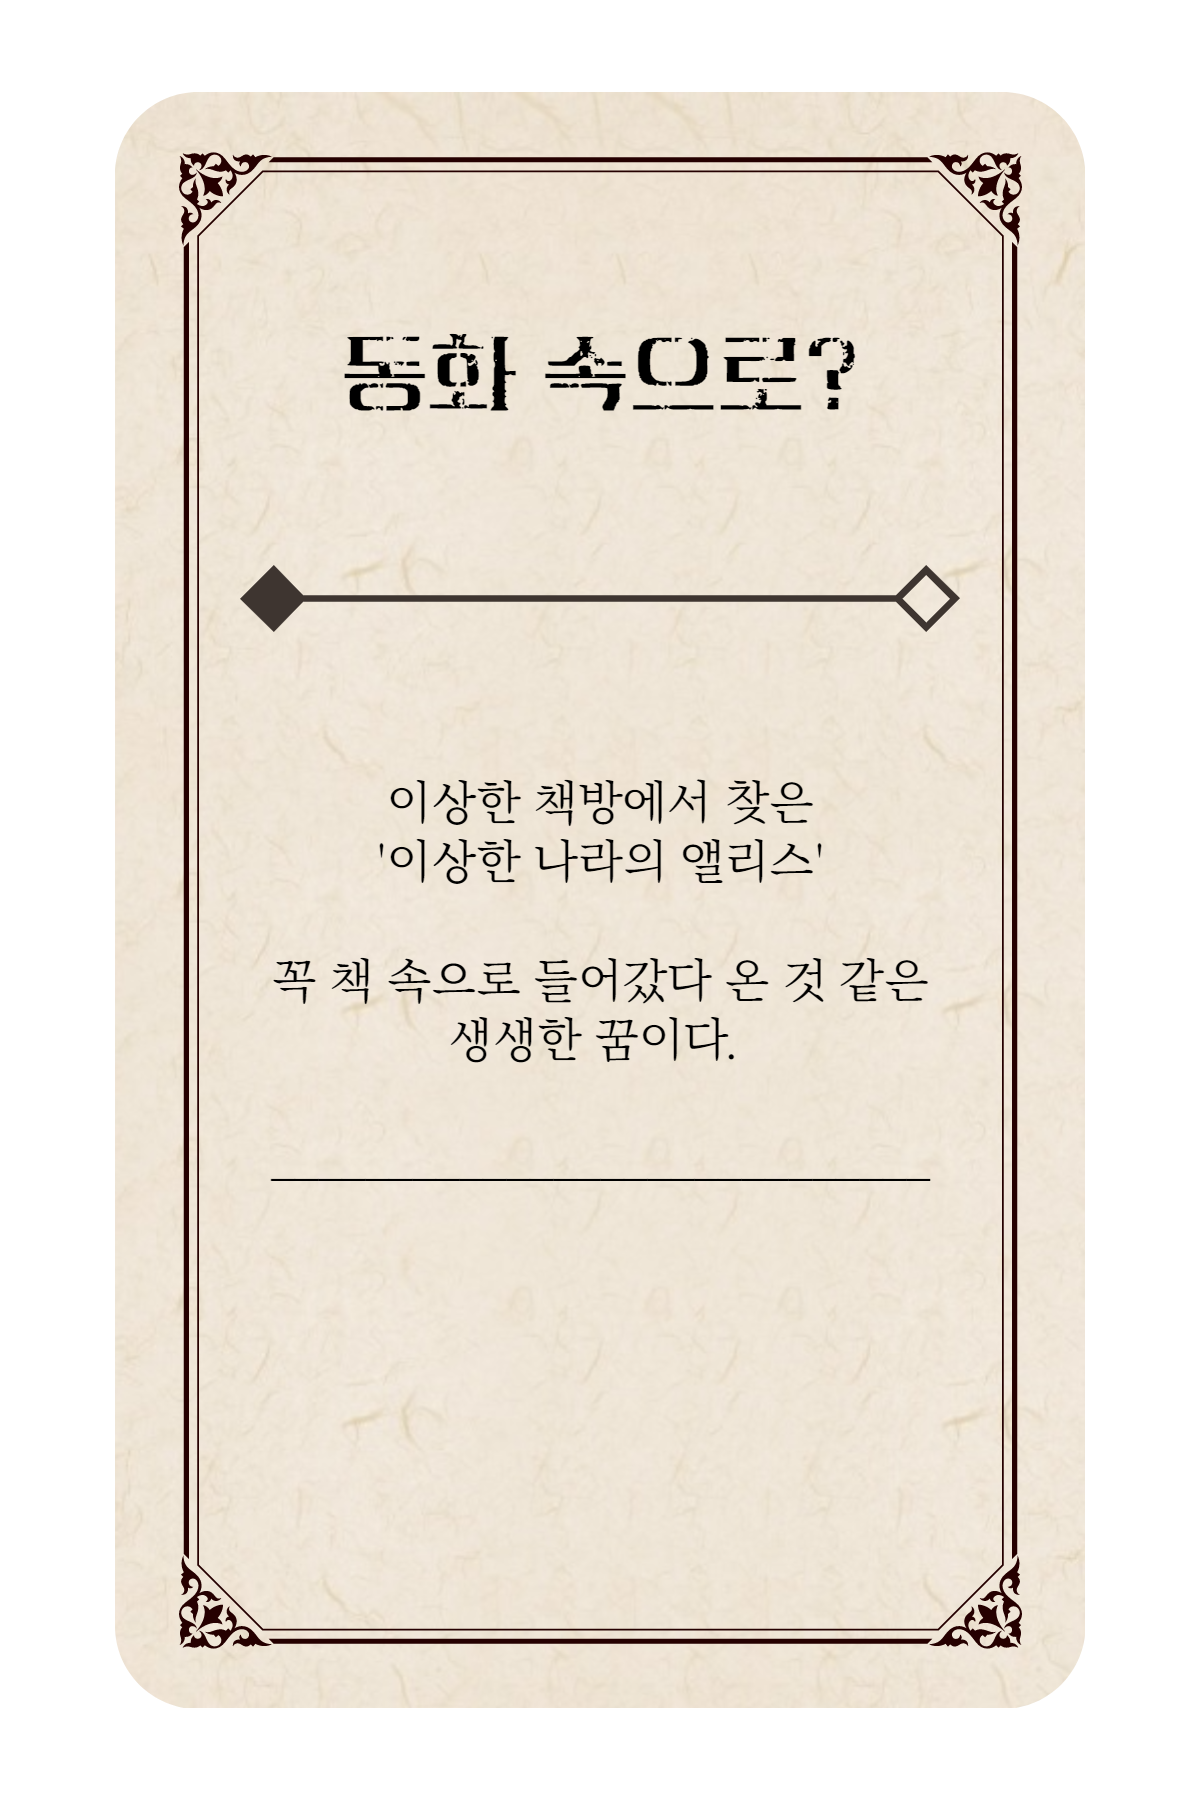 동화 속으로?
이상한 책방에서 찾은
'이상한 나라의 앨리스'
꼭 책 속으로 들어갔다 온 것 같은
생생한 꿈이다.